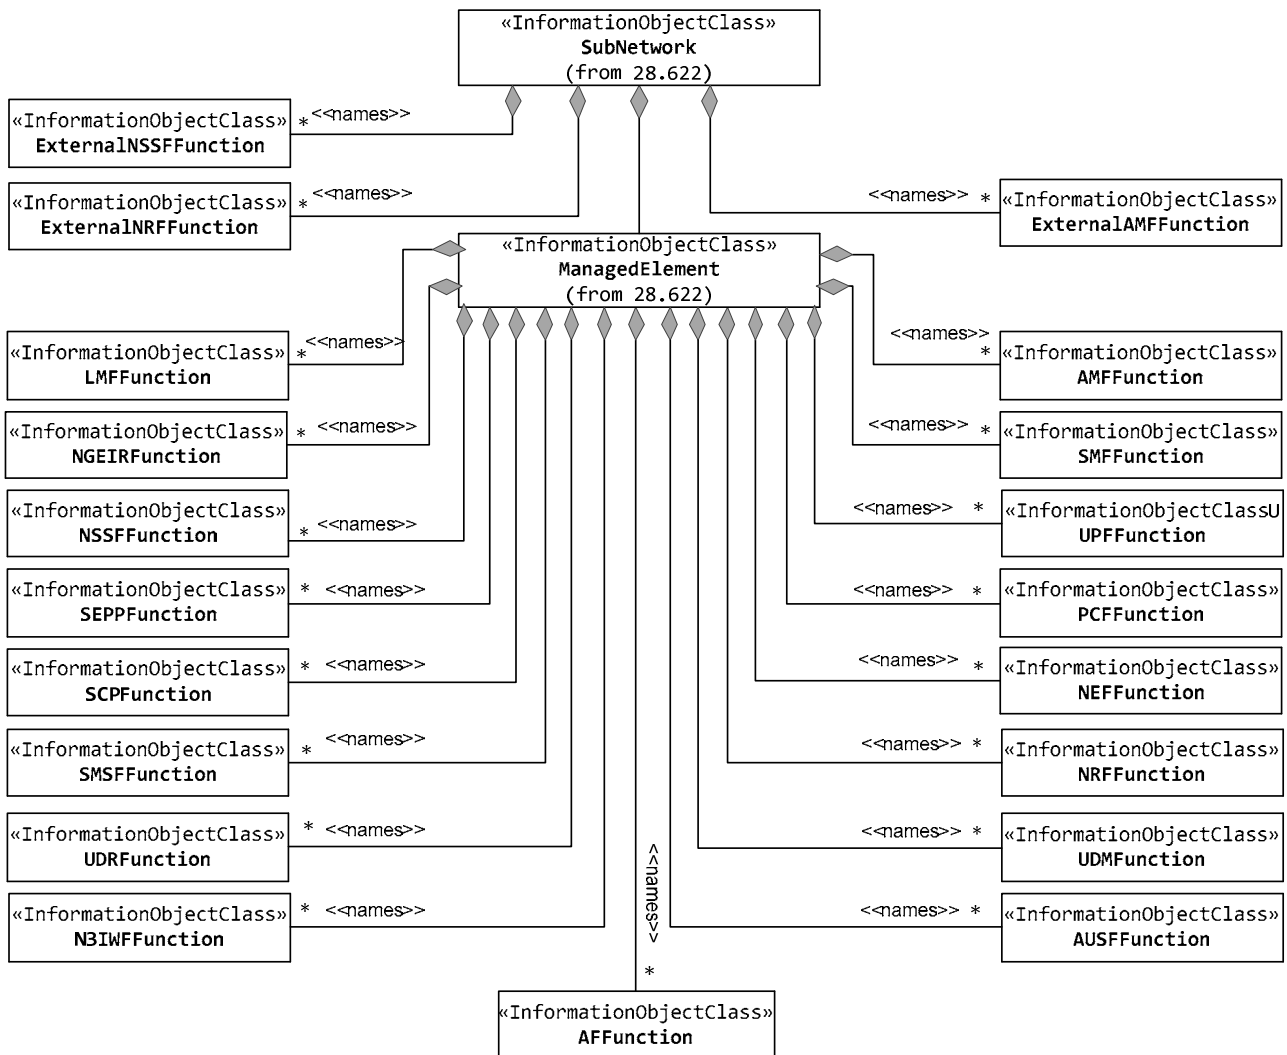 «InformationObjectClass»
SubNetwork
(from 28.622)
«InformationObjectClass»
ExternalNSSFFunction
* <<names>>
«InformationObjectClass»
ExternalNRFFunction
* <<names>>
<<names>> *
«InformationObjectClass»
ExternalAMFFunction
«InformationObjectClass»
ManagedElement
(from 28.622)
«InformationObjectClass»
LMFFunction
* <<names>>
<<names>>
*
«InformationObjectClass»
AMFFunction
«InformationObjectClass»
NGEIRFunction
* <<names>>
<<names>> *
«InformationObjectClass»
SMFFunction
«InformationObjectClass»
NSSFFunction
* <<names>>
<<names>> *
«InformationObjectClassU
UPFFunction
«InformationObjectClass»
SEPPFunction
* <<names>>
<<names>> *
«InformationObjectClass»
PCFFunction
«InformationObjectClass»
SCPFunction
* <<names>>
<<names>> *
«InformationObjectClass»
NEFFunction
«InformationObjectClass»
SMSFFunction
* <<names>>
<<names>> *
«InformationObjectClass»
NRFFunction
«InformationObjectClass»
UDRFunction
* <<names>>
<<names>> *
«InformationObjectClass»
UDMFunction
«InformationObjectClass»
N3IWFFunction
* <<names>>
<<names>> *
«InformationObjectClass»
AUSFFunction
<<names>>
*
«InformationObjectClass»
AFFunction